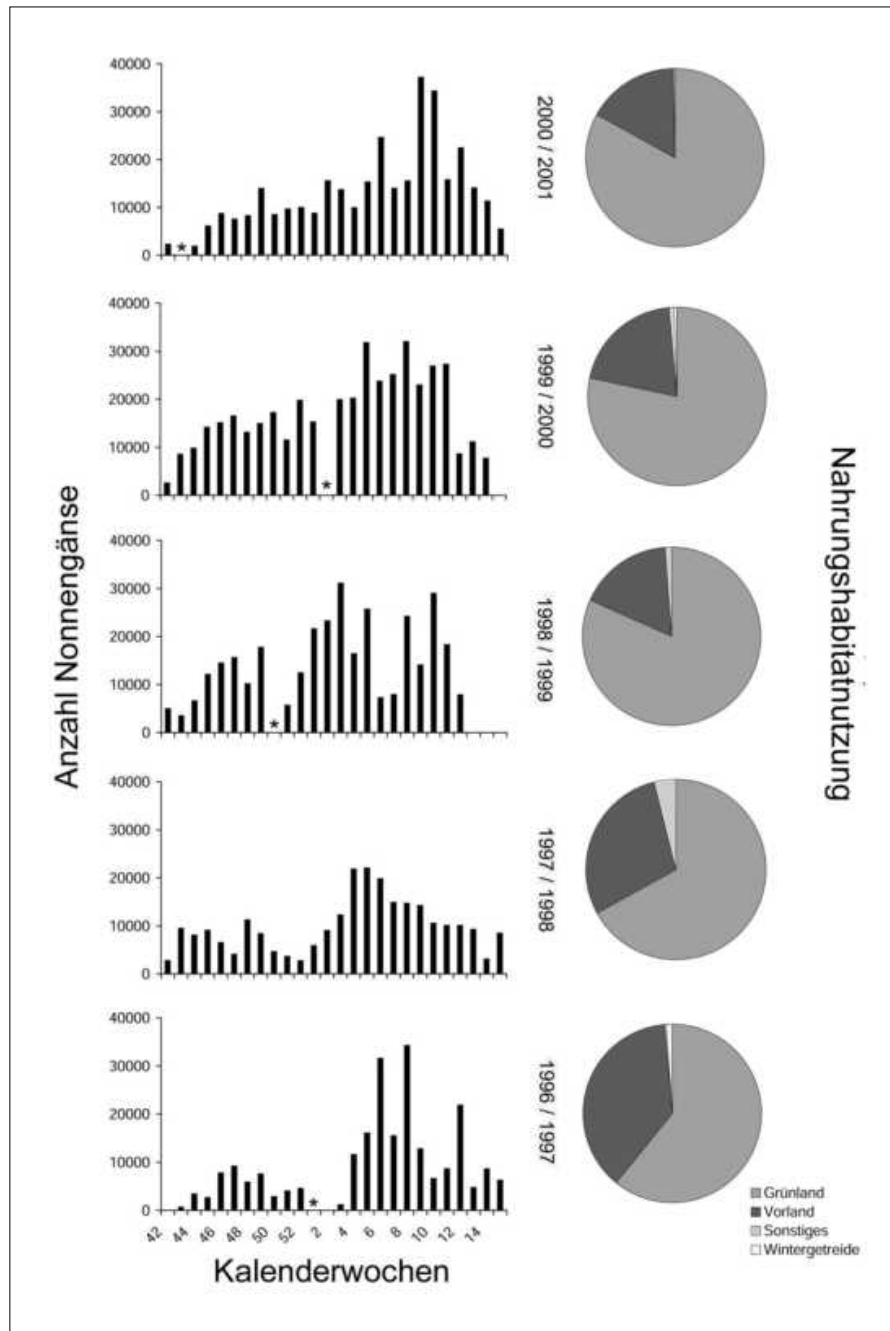 40000
30000
20000
10000
0
*
2000 / 2001
40000
30000
20000
10000
0
*
1999 / 2000
40000
30000
20000
10000
0
*
1998 / 1999
40000
30000
20000
10000
0
1997 / 1998
40000
30000
20000
10000
0
*
1996 / 1997
42 44 46 48 50 52 2 4 6 8 10 12 14
Kalenderwochen
Anzahl Nonnengänse
Nahrungshabitatnutzung
Grünland
Vorland
Sonstiges
Wintergetreide